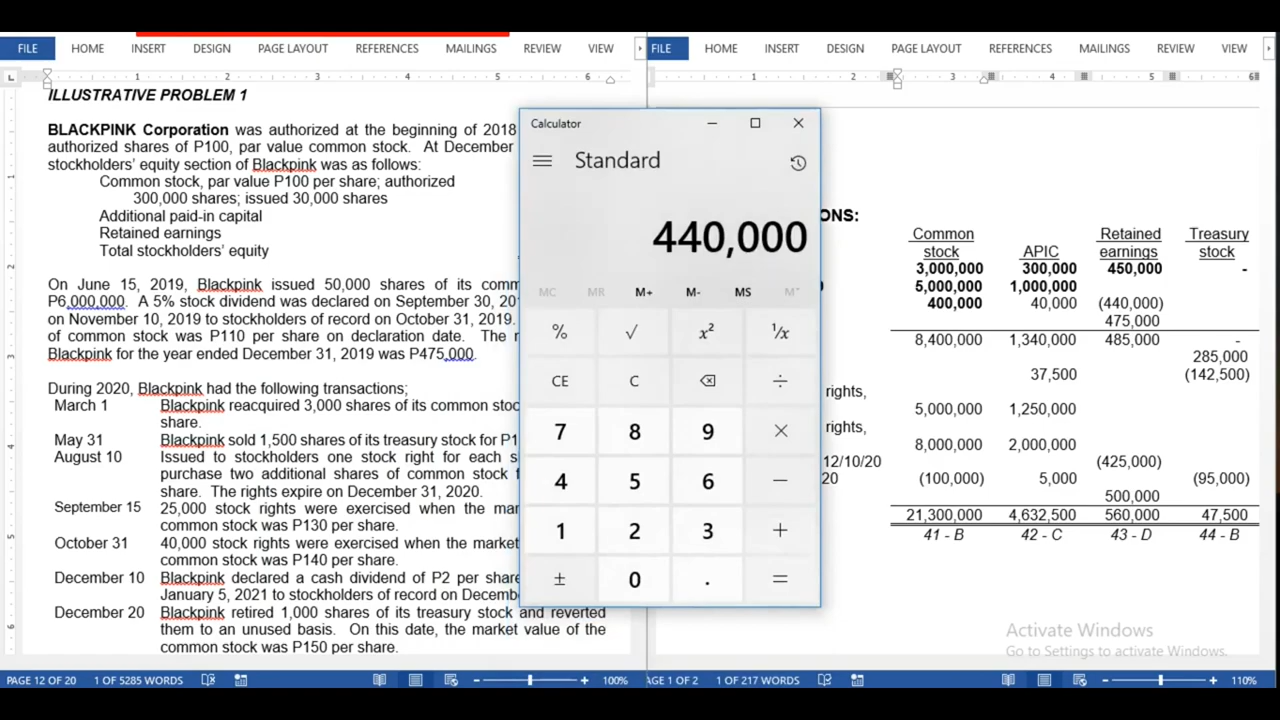 FILE HOME INSERT DESIGN PAGE LAYOUT REFERENCES MAILINGS REVIEW VIEW
1 2 3 4 5 6
ILLUSTRATIVE PROBLEM 1
BLACKPINK Corporation was authorized at the beginning of 2018
authorized shares of P100, par value common stock. At December
stockholders' equity section of Blackpink was as follows:
Common stock, par value P100 per share; authorized
300,000 shares; issued 30,000 shares
Additional paid-in capital
Retained earnings
Total stockholders' equity
On June 15, 2019, Blackpink issued 50,000 shares of its
P6,000,000. A 5% stock dividend was declared on September 30,
on November 10, 2019 to stockholders of record on October 31, 2019.
of common stock was P110 per share on declaration date. The
Blackpink for the year ended December 31, 2019 was P475,000.
During 2020, Blackpink had the following transactions;
March 1 Blackpink reacquired 3,000 shares of its common
share.
May 31 Blackpink sold 1,500 shares of its treasury stock for
August 10 Issued to stockholders one stock right for each
purchase two additional shares of common stock
share. The rights expire on December 31, 2020.
September 15 25,000 stock rights were exercised when the
common stock was P130 per share.
October 31 40,000 stock rights were exercised when the market
common stock was P140 per share.
December 10 Blackpink declared a cash dividend of P2 per share
January 5, 2021 to stockholders of record on
December 20 Blackpink retired 1,000 shares of its treasury stock and reverted
them to an unused basis. On this date, the market value of the
common stock was P150 per share.
PAGE 12 OF 20 1 OF 5285 WORDS 100%
Calculator
Standard
440,000
MC MR M+ M- MS M˅
% √ x² ¹/x
CE C ÷
7 8 9 ×
4 5 6 −
1 2 3 +
± 0 . =
FILE HOME INSERT DESIGN PAGE LAYOUT REFERENCES MAILINGS REVIEW VIEW
1 2 3 4 5 6
ONS:
Common Retained Treasury
stock APIC earnings stock
3,000,000 300,000 450,000 -
5,000,000 1,000,000
400,000 40,000 (440,000)
475,000
8,400,000 1,340,000 485,000 -
285,000
37,500 (142,500)
rights,
5,000,000 1,250,000
rights,
8,000,000 2,000,000
12/10/20 (425,000)
20 (100,000) 5,000 (95,000)
500,000
21,300,000 4,632,500 560,000 47,500
41 - B 42 - C 43 - D 44 - B
Activate Windows
Go to Settings to activate Windows.
AGE 1 OF 2 1 OF 217 WORDS 110%